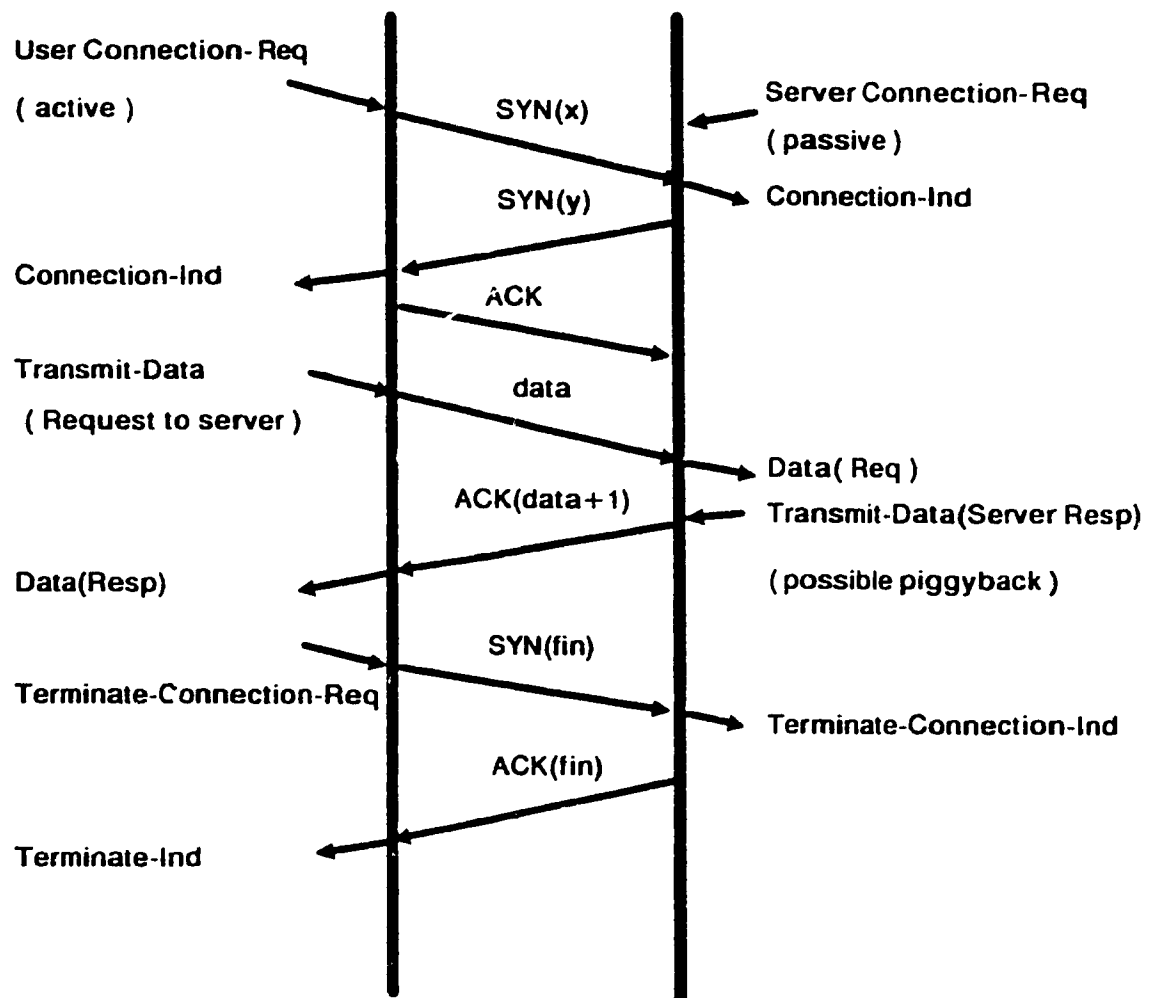 User Connection-Req
( active )
SYN(x)
Server Connection-Req
( passive )
Connection-Ind
SYN(y)
Connection-Ind
ACK
Transmit-Data
( Request to server )
data
Data( Req )
ACK(data+1)
Transmit-Data(Server Resp)
( possible piggyback )
Data(Resp)
SYN(fin)
Terminate-Connection-Req
Terminate-Connection-Ind
ACK(fin)
Terminate-Ind